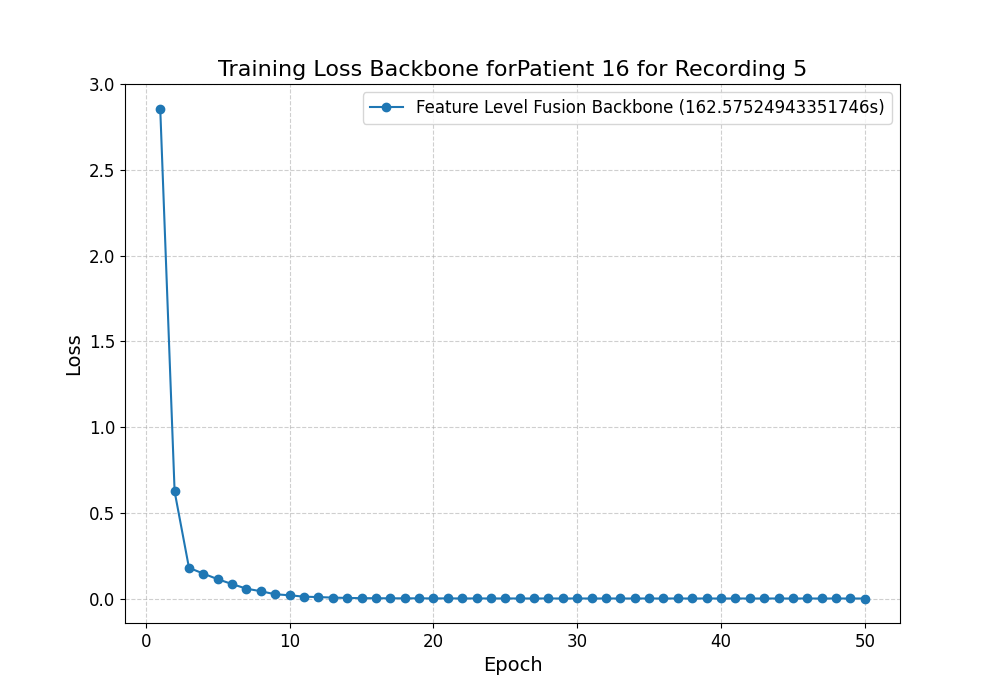 Training Loss Backbone forPatient 16 for Recording 5
Feature Level Fusion Backbone (162.57524943351746s)
3.0
2.5
2.0
1.5
1.0
0.5
0.0
Loss
0 10 20 30 40 50
Epoch